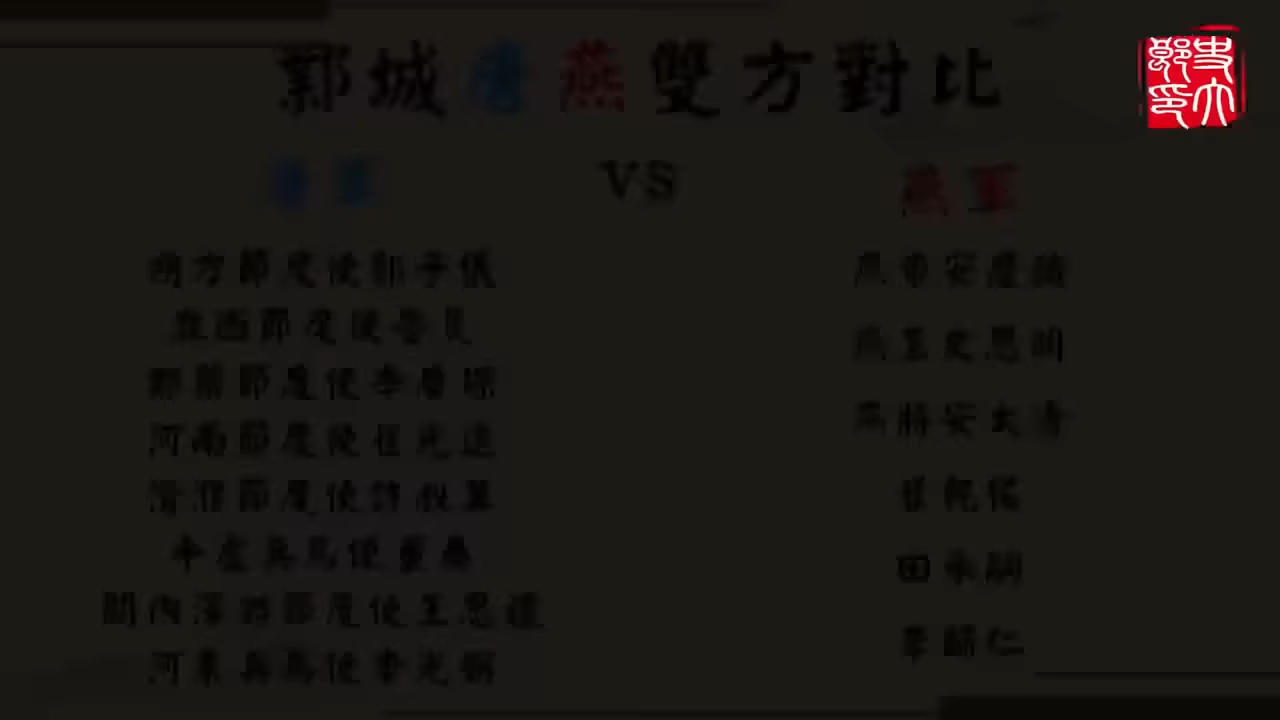 鄴城唐燕雙方對比
唐軍 VS 燕軍
朔方節度使郭子儀
淮西節度使魯炅
鄭蔡節度使季廣琛
河南節度使崔光遠
滑濮節度使許叔冀
平盧兵馬使董秦
關內澤潞節度使王思禮
河東兵馬使李光弼
燕帝安慶緒
燕王史思明
燕將安太清
田承嗣
李歸仁